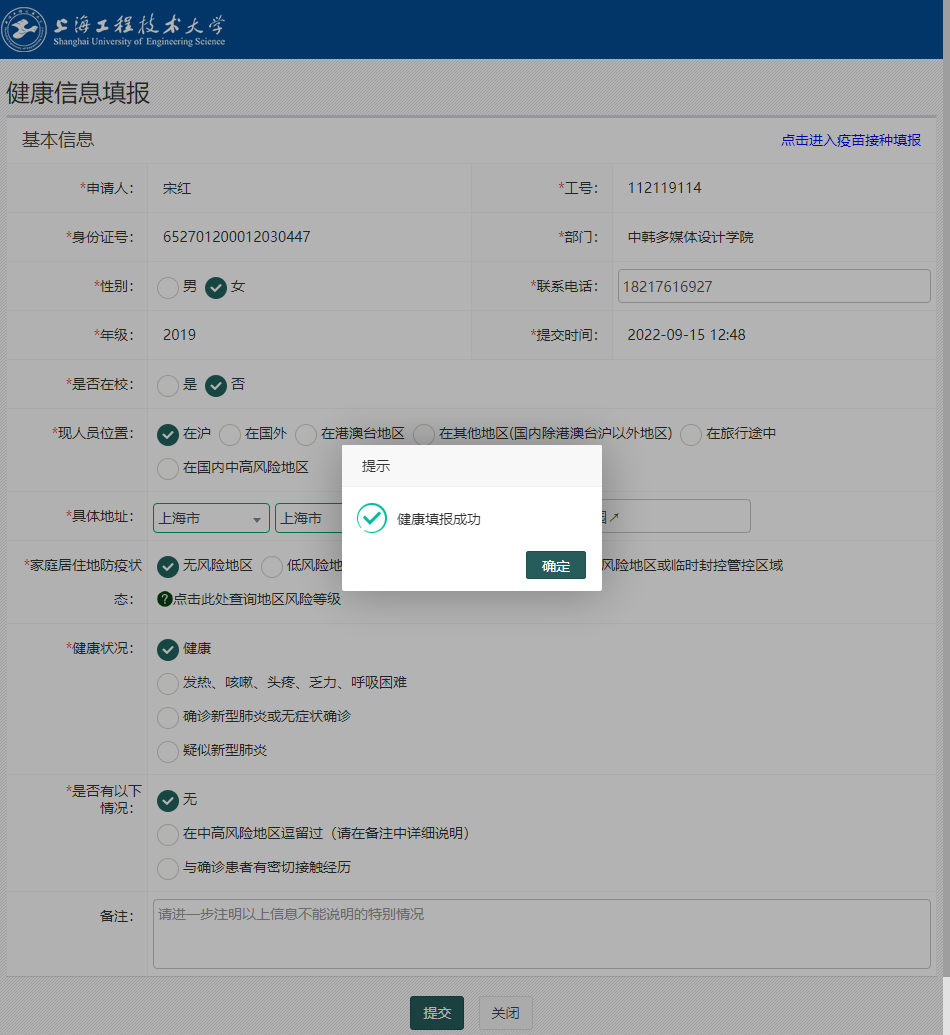 上海工程技术大学
Shanghai University of Engineering Science
健康信息填报
基本信息
点击进入疫苗接种填报
*申请人： 宋红 *工号： 112119114
*身份证号： 652701200012030447 *部门： 中韩多媒体设计学院
*性别： 男 女 *联系电话： 18217616927
*年级： 2019 *提交时间： 2022-09-15 12:48
*是否在校： 是 否
*现人员位置： 在沪 在国外 在港澳台地区 在其他地区(国内除港澳台沪以外地区) 在旅行途中
在国内中高风险地区
提示
*具体地址： 上海市 上海市
健康填报成功
*家庭居住地防疫状 无风险地区 低风险地 风险地区或临时封控管控区域
确定
态： ?点击此处查询地区风险等级
*健康状况： 健康
发热、咳嗽、头疼、乏力、呼吸困难
确诊新型肺炎或无症状确诊
疑似新型肺炎
*是否有以下
情况： 无
在中高风险地区逗留过（请在备注中详细说明）
与确诊患者有密切接触经历
备注： 请进一步注明以上信息不能说明的特别情况
提交 关闭